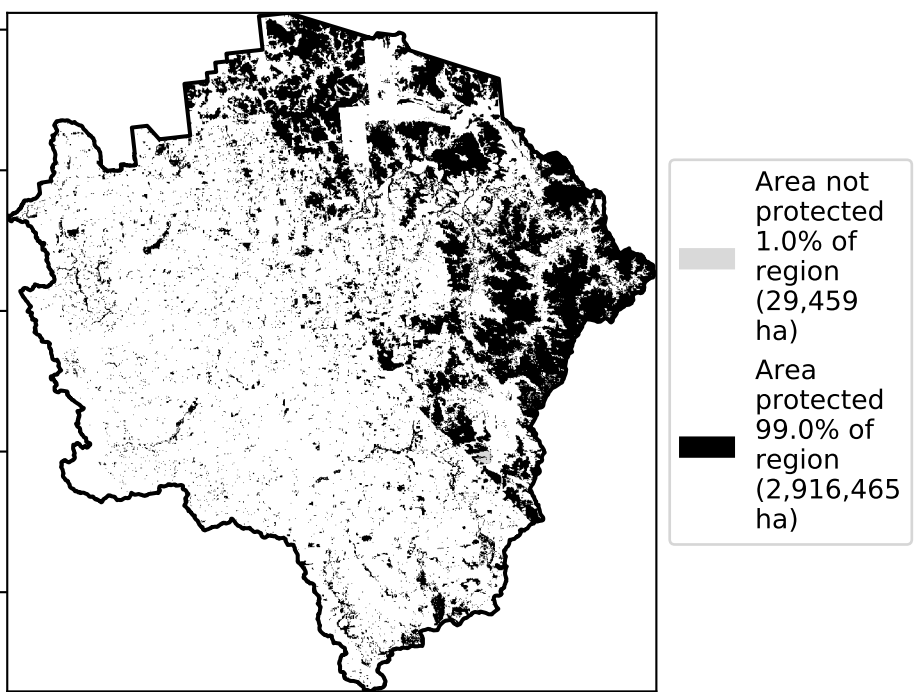 Area not
protected
1.0% of
region
(29,459
ha)
Area
protected
99.0% of
region
(2,916,465
ha)